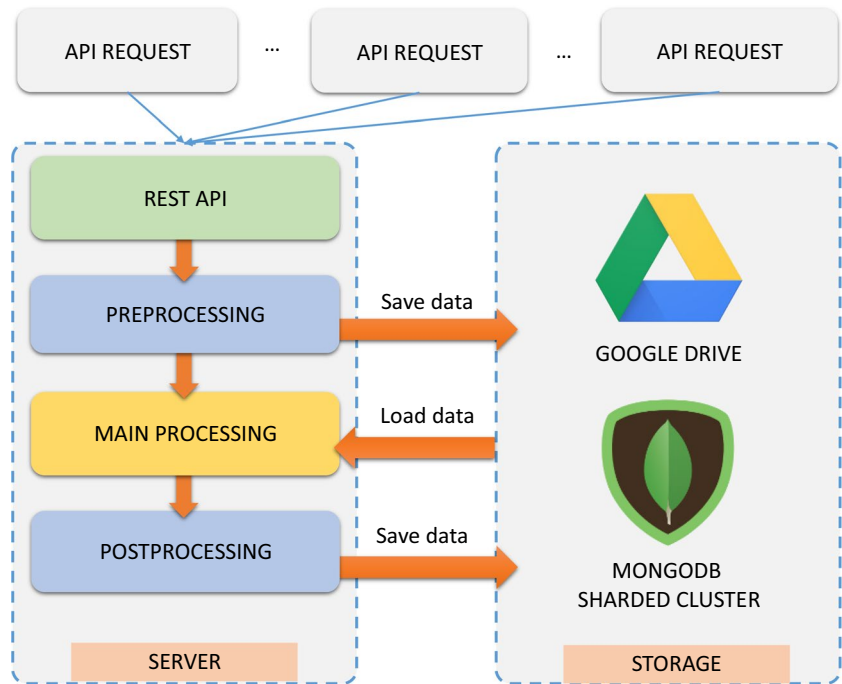 API REQUEST ... API REQUEST ... API REQUEST
REST API
PREPROCESSING
Save data
GOOGLE DRIVE
MAIN PROCESSING
Load data
POSTPROCESSING
Save data
MONGODB
SHARDED CLUSTER
SERVER
STORAGE